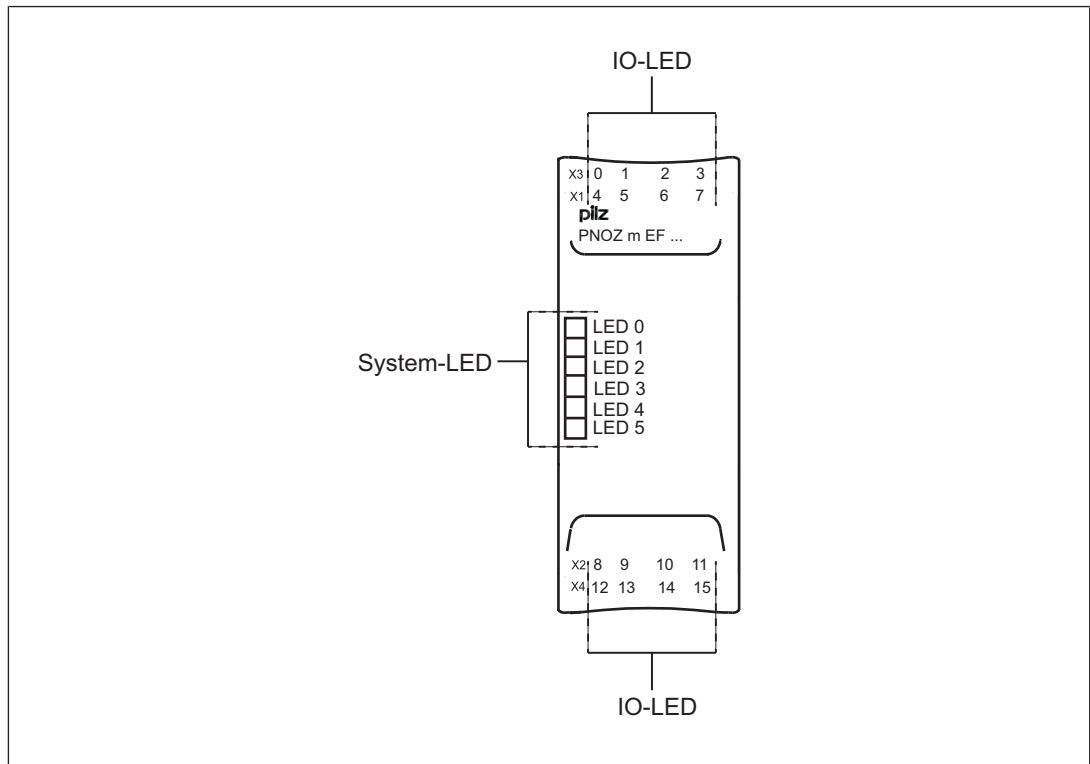 IO-LED
X3 0 1 2 3
X1 4 5 6 7
pilz
PNOZ m EF ...
System-LED
LED 0
LED 1
LED 2
LED 3
LED 4
LED 5
X2 8 9 10 11
X4 12 13 14 15
IO-LED